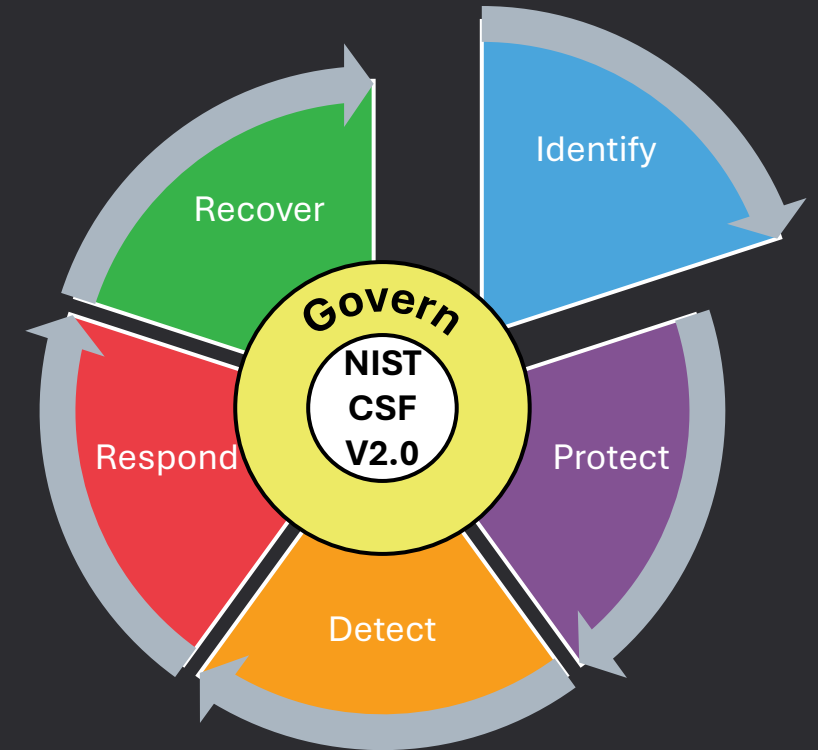 Identify
Recover
Govern
NIST
CSF
V2.0
Respond
Protect
Detect